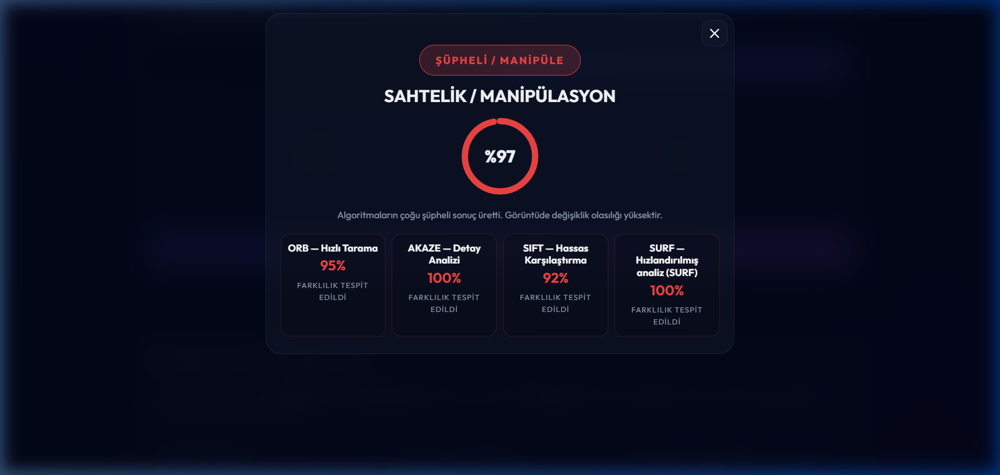 ŞÜPHELİ / MANİPÜLE
SAHTELİK / MANİPÜLASYON
%97
Algoritmaların çoğu şüpheli sonuç üretti. Görüntüde değişiklik olasılığı yüksektir.
ORB — Hızlı Tarama
95%
FARKLILIK TESPİT
EDİLDİ
AKAZE — Detay
Analizi
100%
FARKLILIK TESPİT
EDİLDİ
SIFT — Hassas
Karşılaştırma
92%
FARKLILIK TESPİT
EDİLDİ
SURF —
Hızlandırılmış
analiz (SURF)
100%
FARKLILIK TESPİT
EDİLDİ